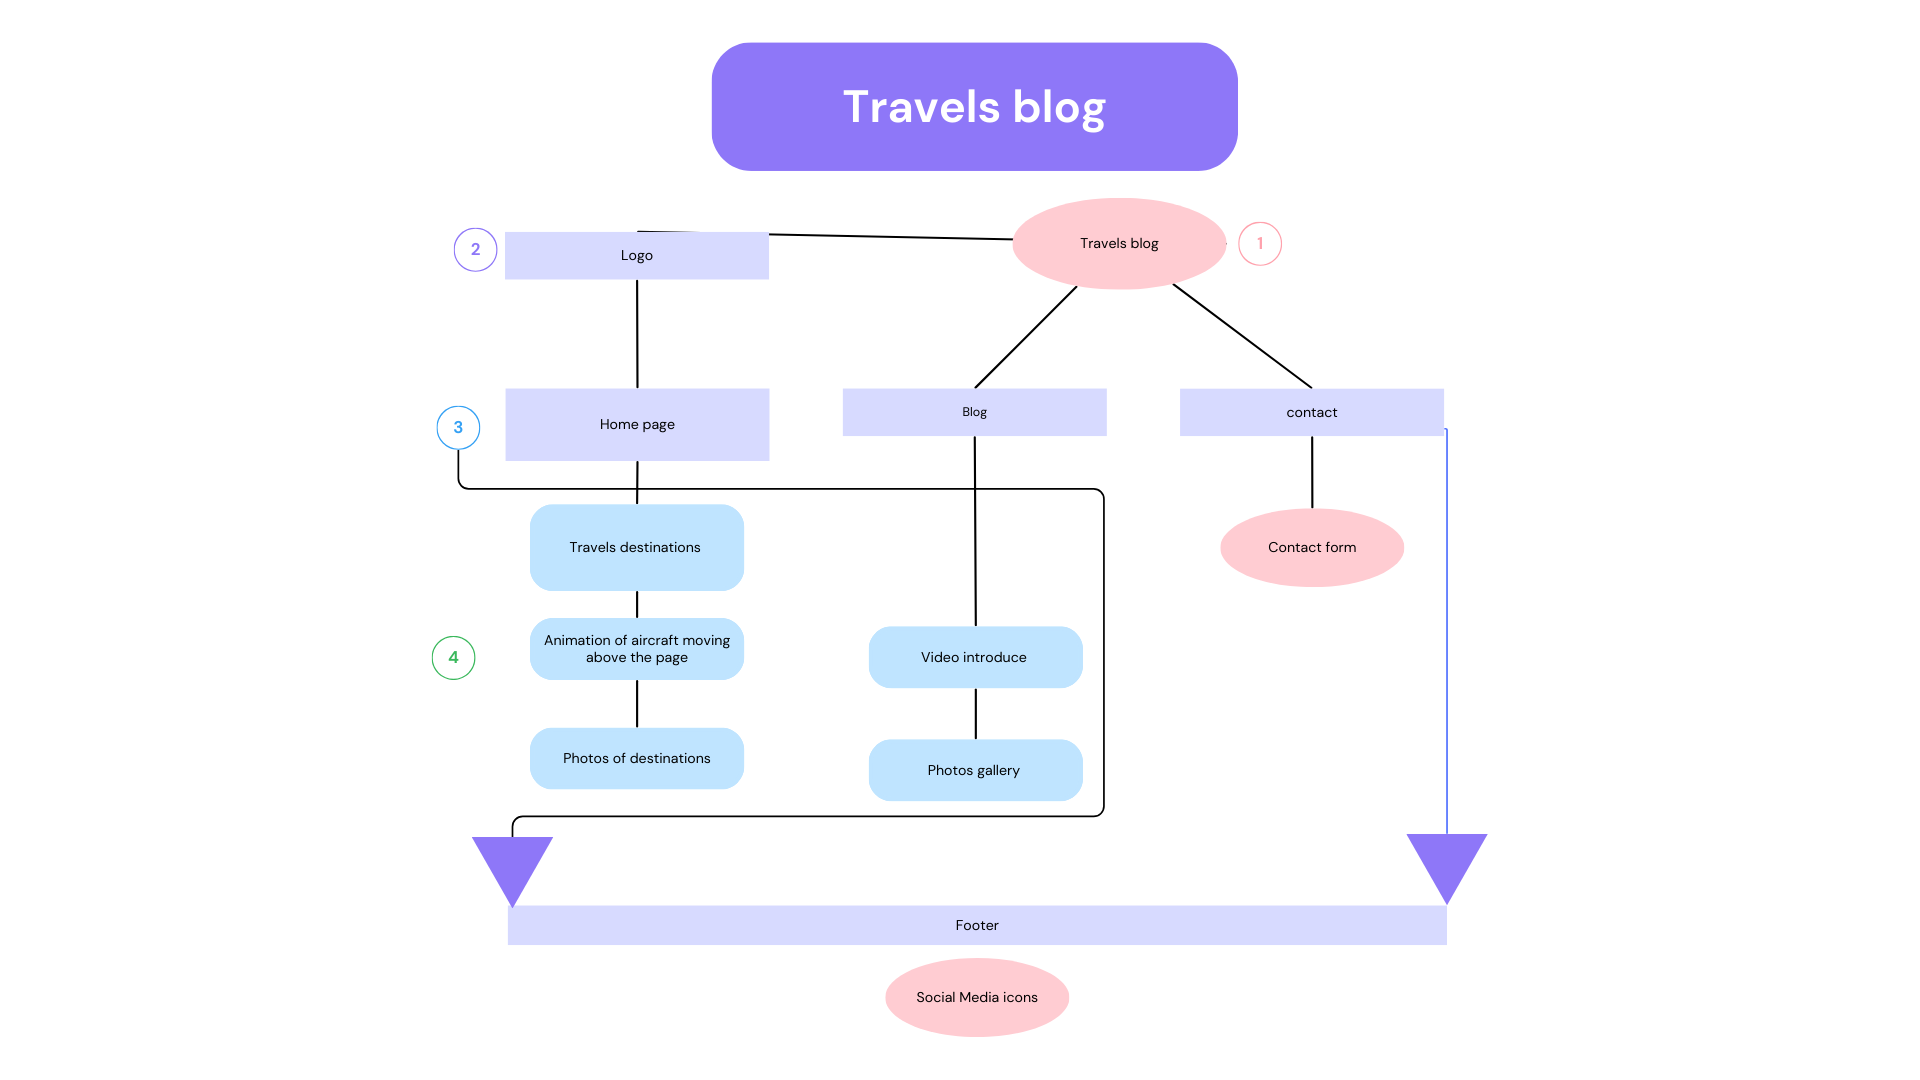 Travels blog
Travels blog
1
2
Logo
3
Home page
Blog
contact
Travels destinations
Contact form
4
Animation of aircraft moving
above the page
Video introduce
Photos of destinations
Photos gallery
Footer
Social Media icons